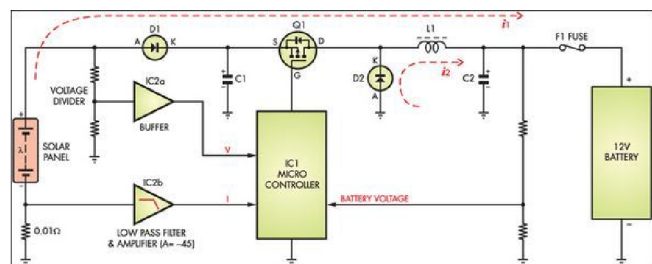 i1
Q1
D1
A
K
S
D
G
L1
F1 FUSE
VOLTAGE
DIVIDER
IC2a
BUFFER
C1
K
D2
A
i2
C2
+
+
λ
SOLAR
PANEL
V
IC1
MICRO
CONTROLLER
12V
BATTERY
IC2b
I
BATTERY VOLTAGE
0.01Ω
LOW PASS FILTER
& AMPLIFIER (A= –45)